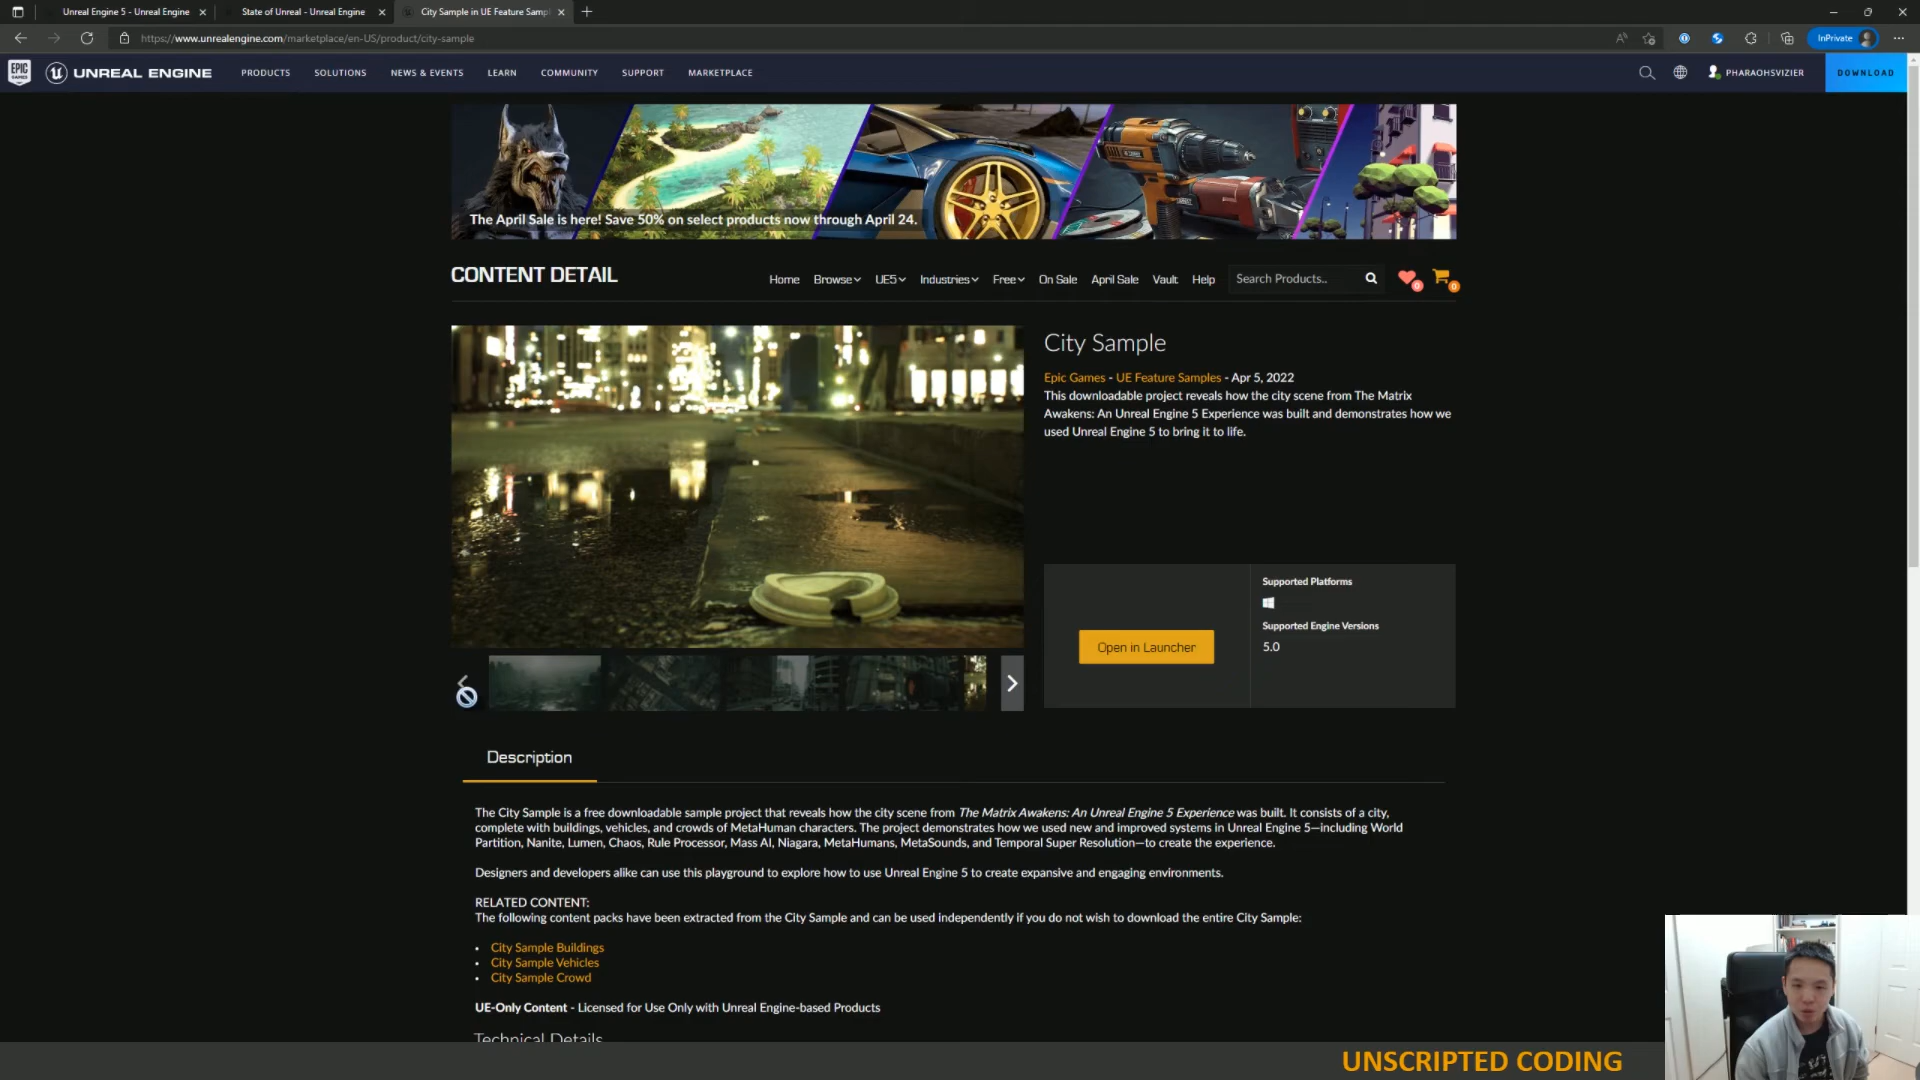 Unreal Engine 5 - Unreal Engine
State of Unreal - Unreal Engine
City Sample in UE Feature Samp
https://www.unrealengine.com/marketplace/en-US/product/city-sample
InPrivate
EPIC GAMES
UNREAL ENGINE
PRODUCTS
SOLUTIONS
NEWS & EVENTS
LEARN
COMMUNITY
SUPPORT
MARKETPLACE
PHARAOHSVIZIER
DOWNLOAD
The April Sale is here! Save 50% on select products now through April 24.
CONTENT DETAIL
Home
Browse
UE5
Industries
Free
On Sale
April Sale
Vault
Help
Search Products..
0
0
City Sample
Epic Games - UE Feature Samples - Apr 5, 2022
This downloadable project reveals how the city scene from The Matrix
Awakens: An Unreal Engine 5 Experience was built and demonstrates how we
used Unreal Engine 5 to bring it to life.
Open in Launcher
Supported Platforms
Supported Engine Versions
5.0
Description
The City Sample is a free downloadable sample project that reveals how the city scene from The Matrix Awakens: An Unreal Engine 5 Experience was built. It consists of a city,
complete with buildings, vehicles, and crowds of MetaHuman characters. The project demonstrates how we used new and improved systems in Unreal Engine 5—including World
Partition, Nanite, Lumen, Chaos, Rule Processor, Mass AI, Niagara, MetaHumans, MetaSounds, and Temporal Super Resolution—to create the experience.
Designers and developers alike can use this playground to explore how to use Unreal Engine 5 to create expansive and engaging environments.
RELATED CONTENT:
The following content packs have been extracted from the City Sample and can be used independently if you do not wish to download the entire City Sample:
• City Sample Buildings
• City Sample Vehicles
• City Sample Crowd
UE-Only Content - Licensed for Use Only with Unreal Engine-based Products
Technical Details
UNSCRIPTED CODING